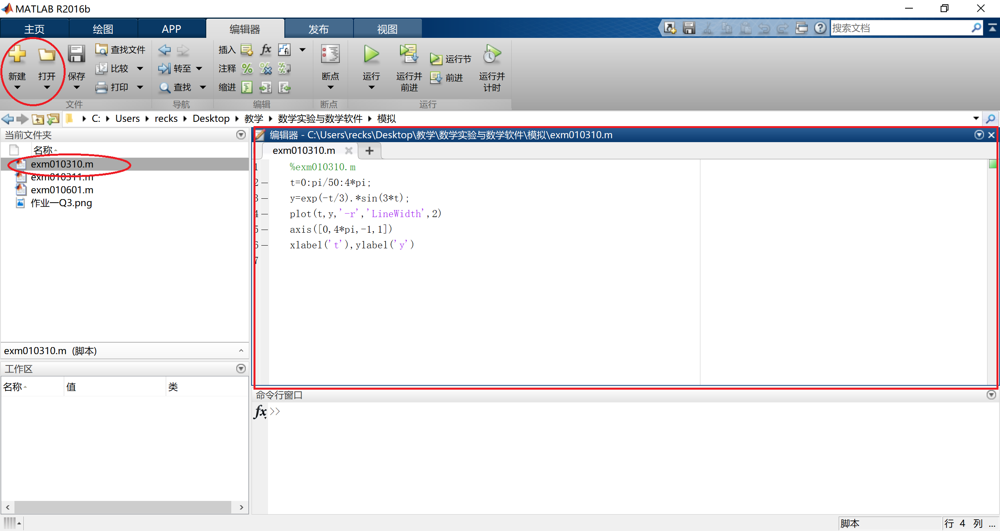 MATLAB R2016b
主页 绘图 APP 编辑器 发布 视图
搜索文档
新建 打开 保存
查找文件
比较
打印
文件
转至
查找
导航
插入 fx fi
注释 % % %
缩进
编辑
断点
断点
运行
运行并
前进
运行节
前进
运行并
计时
运行
C: Users recks Desktop 教学 数学实验与数学软件 模拟
当前文件夹
名称
exm010310.m
exm010311.m
exm010601.m
作业一Q3.png
exm010310.m (脚本)
工作区
名称 值 类
编辑器 - C:\Users\recks\Desktop\教学\数学实验与数学软件\模拟\exm010310.m
exm010310.m
1 %exm010310.m
2 — t=0:pi/50:4*pi;
3 — y=exp(-t/3).*sin(3*t);
4 — plot(t,y,'-r','LineWidth',2)
5 — axis([0,4*pi,-1,1])
6 — xlabel('t'),ylabel('y')
7
命令行窗口
fx >>
脚本
行 4 列 ...